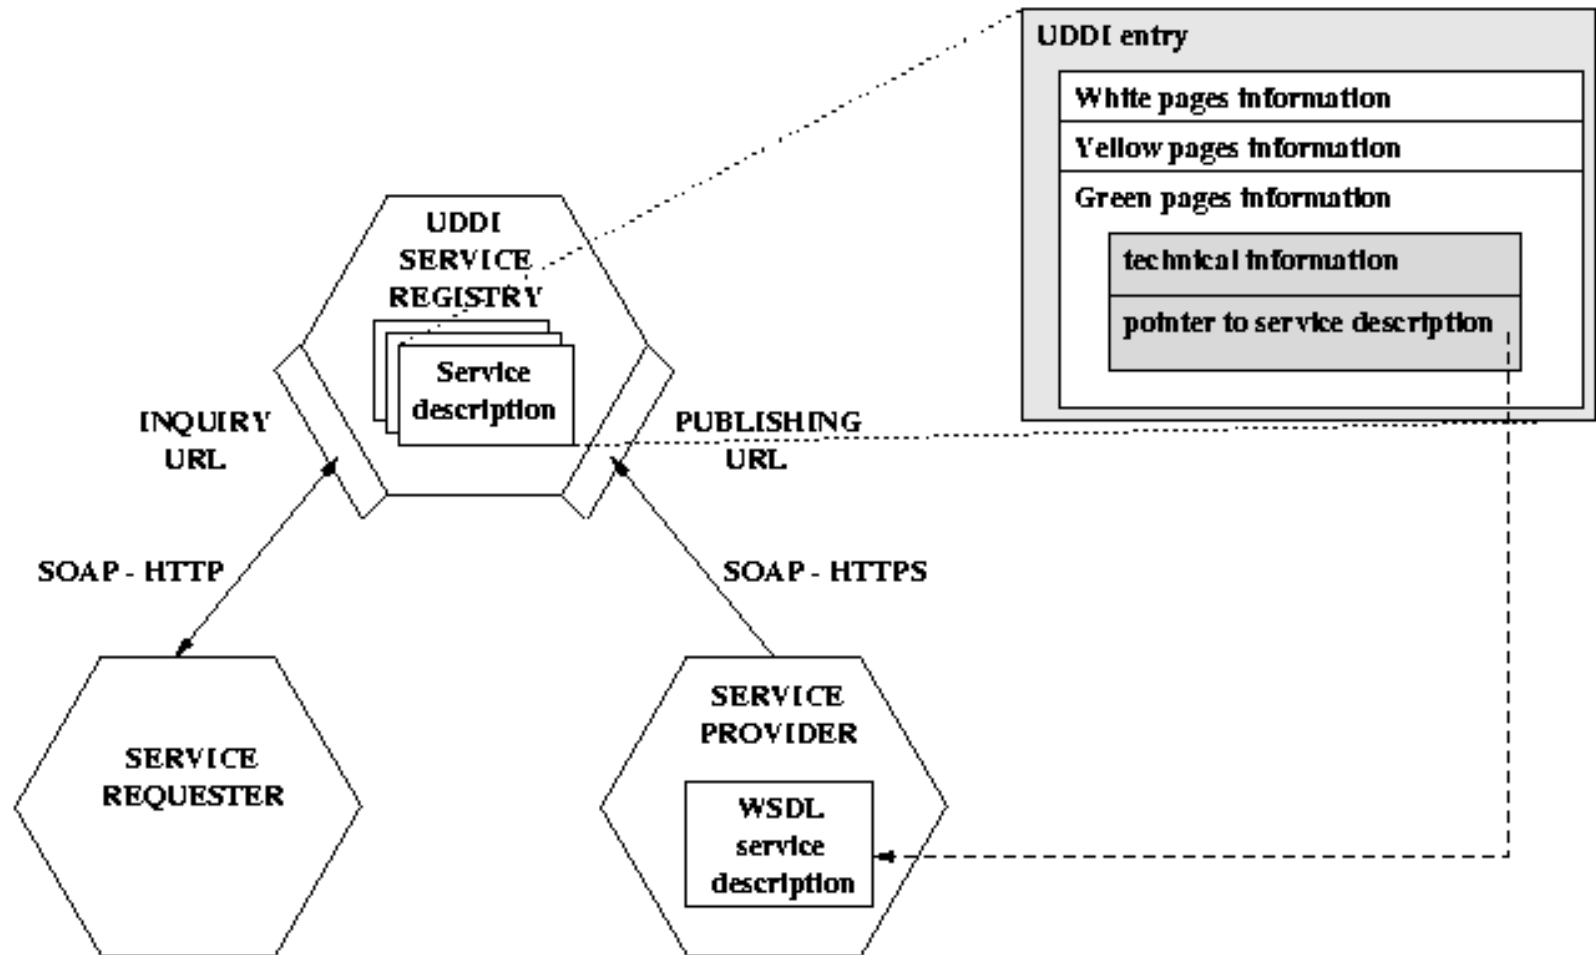 UDDI entry
White pages information
Yellow pages information
Green pages information
technical information
pointer to service description
UDDI
SERVICE
REGISTRY
Service
description
INQUIRY
URL
PUBLISHING
URL
SOAP - HTTP
SOAP - HTTPS
SERVICE
REQUESTER
SERVICE
PROVIDER
WSDL
service
description